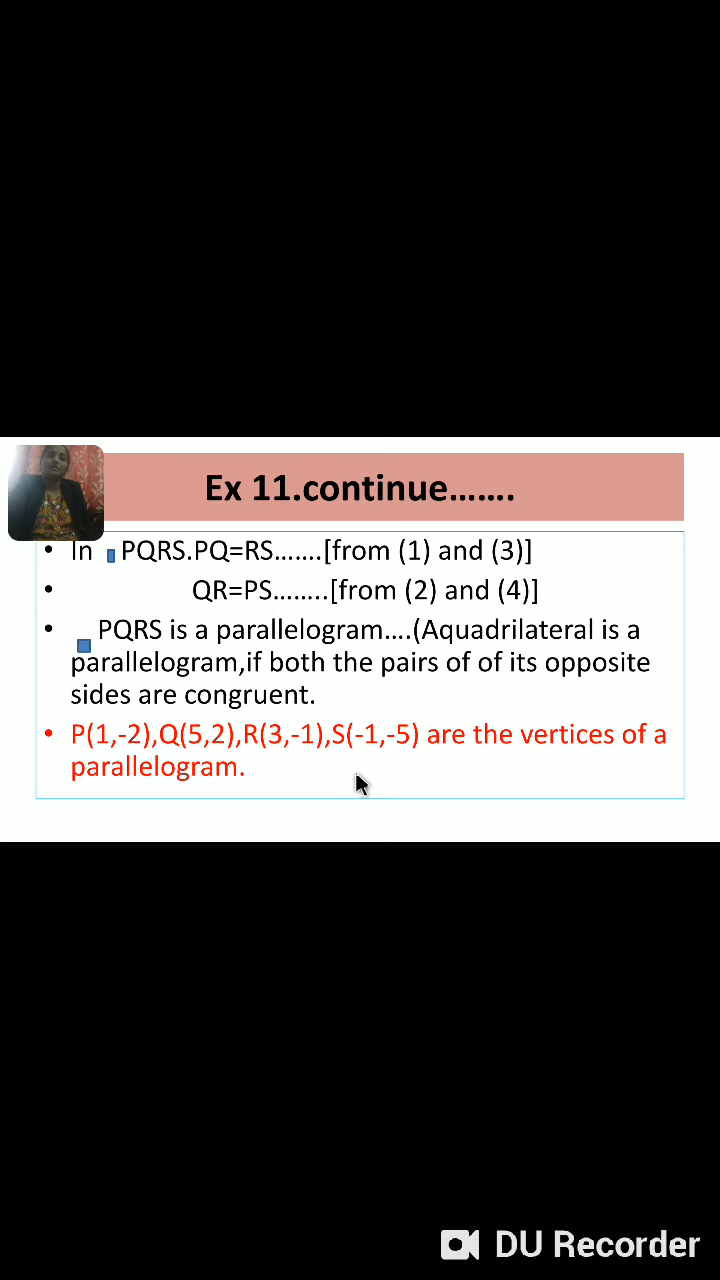 Ex 11.continue.......
• In PQRS.PQ=RS.......[from (1) and (3)]
• QR=PS........[from (2) and (4)]
• PQRS is a parallelogram....(Aquadrilateral is a
parallelogram,if both the pairs of of its opposite
sides are congruent.
• P(1,-2),Q(5,2),R(3,-1),S(-1,-5) are the vertices of a
parallelogram.
DU Recorder